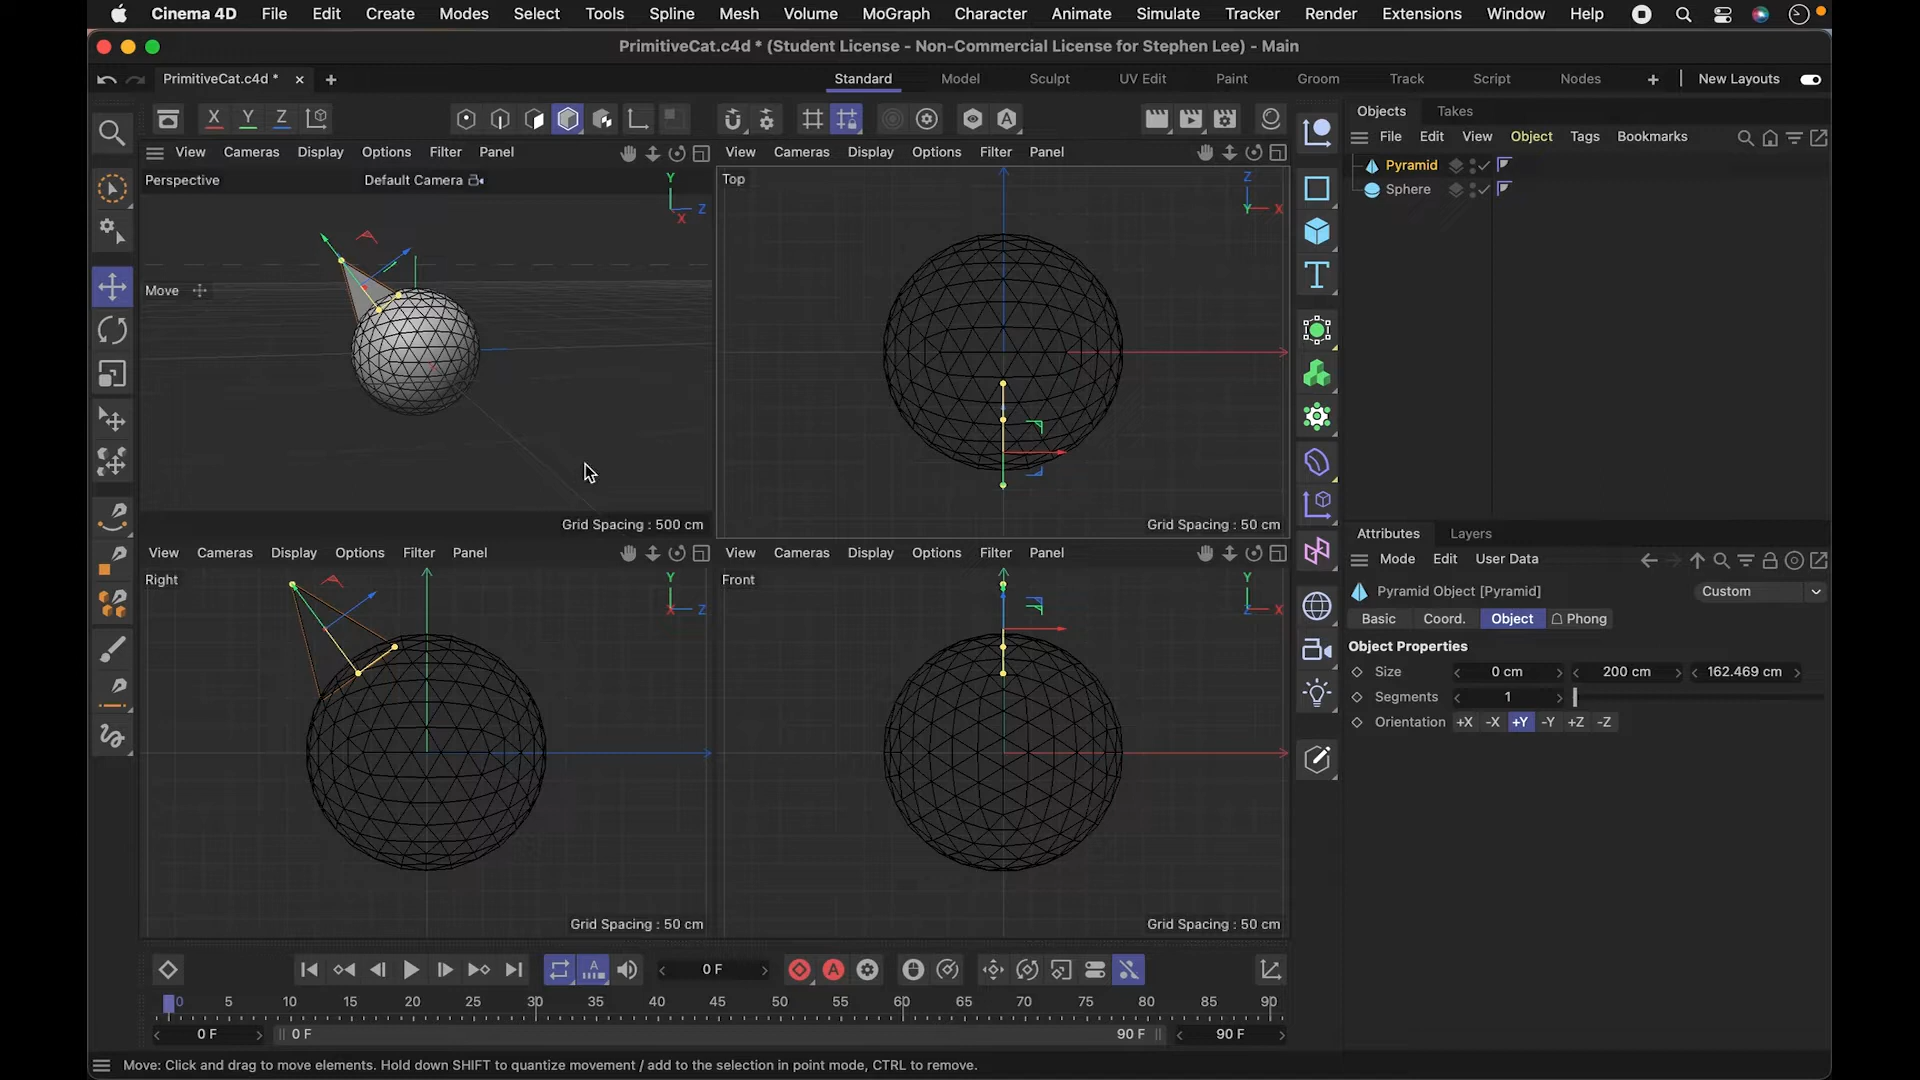 Cinema 4D File Edit Create Modes Select Tools Spline Mesh Volume MoGraph Character Animate Simulate Tracker Render Extensions Window Help
PrimitiveCat.c4d * (Student License - Non-Commercial License for Stephen Lee) - Main
PrimitiveCat.c4d * × + Standard Model Sculpt UV Edit Paint Groom Track Script Nodes + New Layouts
X Y Z A
Objects Takes
File Edit View Object Tags Bookmarks
View Cameras Display Options Filter Panel
View Cameras Display Options Filter Panel
Pyramid
Sphere
Perspective Default Camera
Y Z X
Top
Z Y X
Move
Grid Spacing : 500 cm
Grid Spacing : 50 cm
View Cameras Display Options Filter Panel
View Cameras Display Options Filter Panel
Right
Y X Z
Front
Y Z X
Grid Spacing : 50 cm
Grid Spacing : 50 cm
Attributes Layers
Mode Edit User Data
Pyramid Object [Pyramid] Custom
Basic Coord. Object Phong
Object Properties
Size 0 cm 200 cm 162.469 cm
Segments 1
Orientation +X -X +Y -Y +Z -Z
A 0 F A
0 5 10 15 20 25 30 35 40 45 50 55 60 65 70 75 80 85 90
0 F 0 F 90 F 90 F
Move: Click and drag to move elements. Hold down SHIFT to quantize movement / add to the selection in point mode, CTRL to remove.